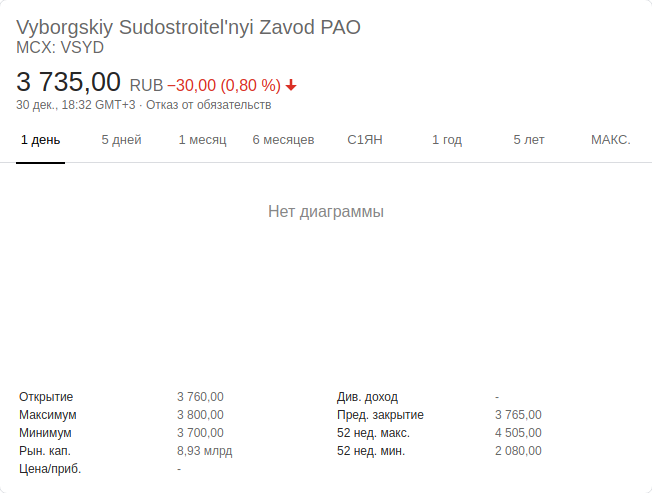 Vyborgskiy Sudostroitel'nyi Zavod PAO
MCX: VSYD
3 735,00 RUB −30,00 (0,80 %)
30 дек., 18:32 GMT+3 · Отказ от обязательств
1 день 5 дней 1 месяц 6 месяцев С1ЯН 1 год 5 лет МАКС.
Нет диаграммы
Открытие 3 760,00 Див. доход -
Максимум 3 800,00 Пред. закрытие 3 765,00
Минимум 3 700,00 52 нед. макс. 4 505,00
Рын. кап. 8,93 млрд 52 нед. мин. 2 080,00
Цена/приб. -